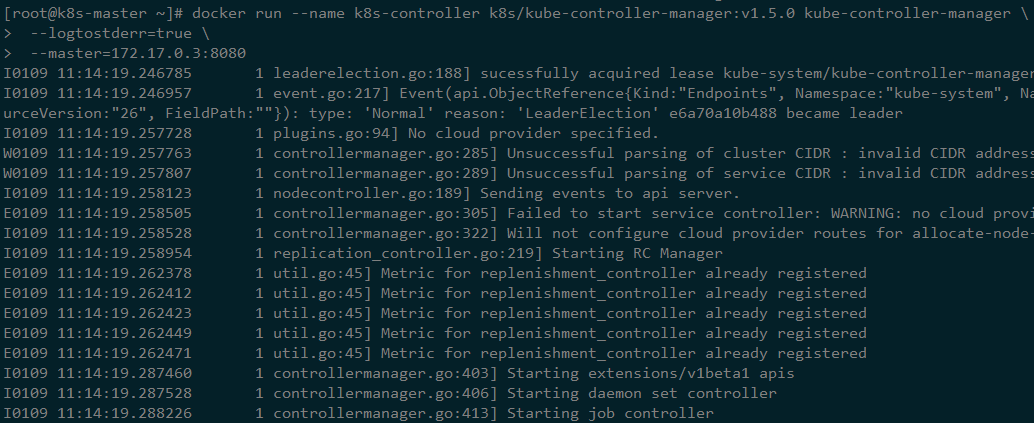 [root@k8s-master ~]# docker run --name k8s-controller k8s/kube-controller-manager:v1.5.0 kube-controller-manager \
>  --logtostderr=true \
>  --master=172.17.0.3:8080
I0109 11:14:19.246785       1 leaderelection.go:188] sucessfully acquired lease kube-system/kube-controller-manager
I0109 11:14:19.246957       1 event.go:217] Event(api.ObjectReference{Kind:"Endpoints", Namespace:"kube-system", Na
urceVersion:"26", FieldPath:""}): type: 'Normal' reason: 'LeaderElection' e6a70a10b488 became leader
I0109 11:14:19.257728       1 plugins.go:94] No cloud provider specified.
W0109 11:14:19.257763       1 controllermanager.go:285] Unsuccessful parsing of cluster CIDR : invalid CIDR address
W0109 11:14:19.257807       1 controllermanager.go:289] Unsuccessful parsing of service CIDR : invalid CIDR address
I0109 11:14:19.258123       1 nodecontroller.go:189] Sending events to api server.
E0109 11:14:19.258505       1 controllermanager.go:305] Failed to start service controller: WARNING: no cloud provi
I0109 11:14:19.258528       1 controllermanager.go:322] Will not configure cloud provider routes for allocate-node-
I0109 11:14:19.258954       1 replication_controller.go:219] Starting RC Manager
E0109 11:14:19.262378       1 util.go:45] Metric for replenishment_controller already registered
E0109 11:14:19.262412       1 util.go:45] Metric for replenishment_controller already registered
E0109 11:14:19.262423       1 util.go:45] Metric for replenishment_controller already registered
E0109 11:14:19.262449       1 util.go:45] Metric for replenishment_controller already registered
E0109 11:14:19.262471       1 util.go:45] Metric for replenishment_controller already registered
I0109 11:14:19.287460       1 controllermanager.go:403] Starting extensions/v1beta1 apis
I0109 11:14:19.287528       1 controllermanager.go:406] Starting daemon set controller
I0109 11:14:19.288226       1 controllermanager.go:413] Starting job controller